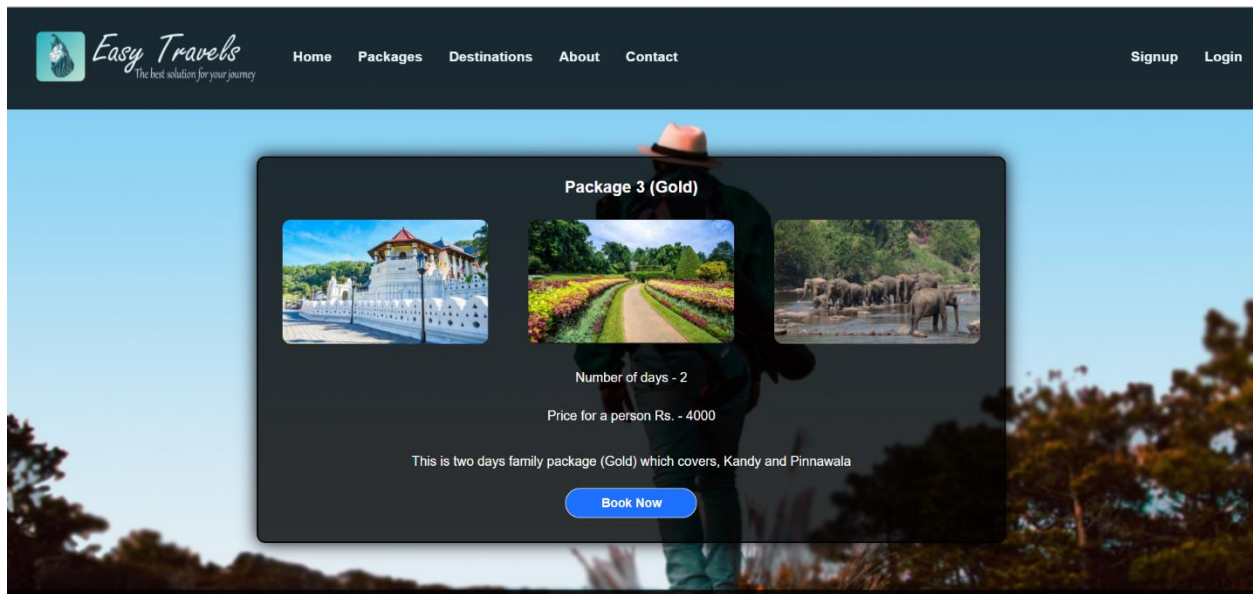 Easy Travels
The best solution for your journey
Home Packages Destinations About Contact Signup Login
Package 3 (Gold)
Number of days - 2
Price for a person Rs. - 4000
This is two days family package (Gold) which covers, Kandy and Pinnawala
Book Now